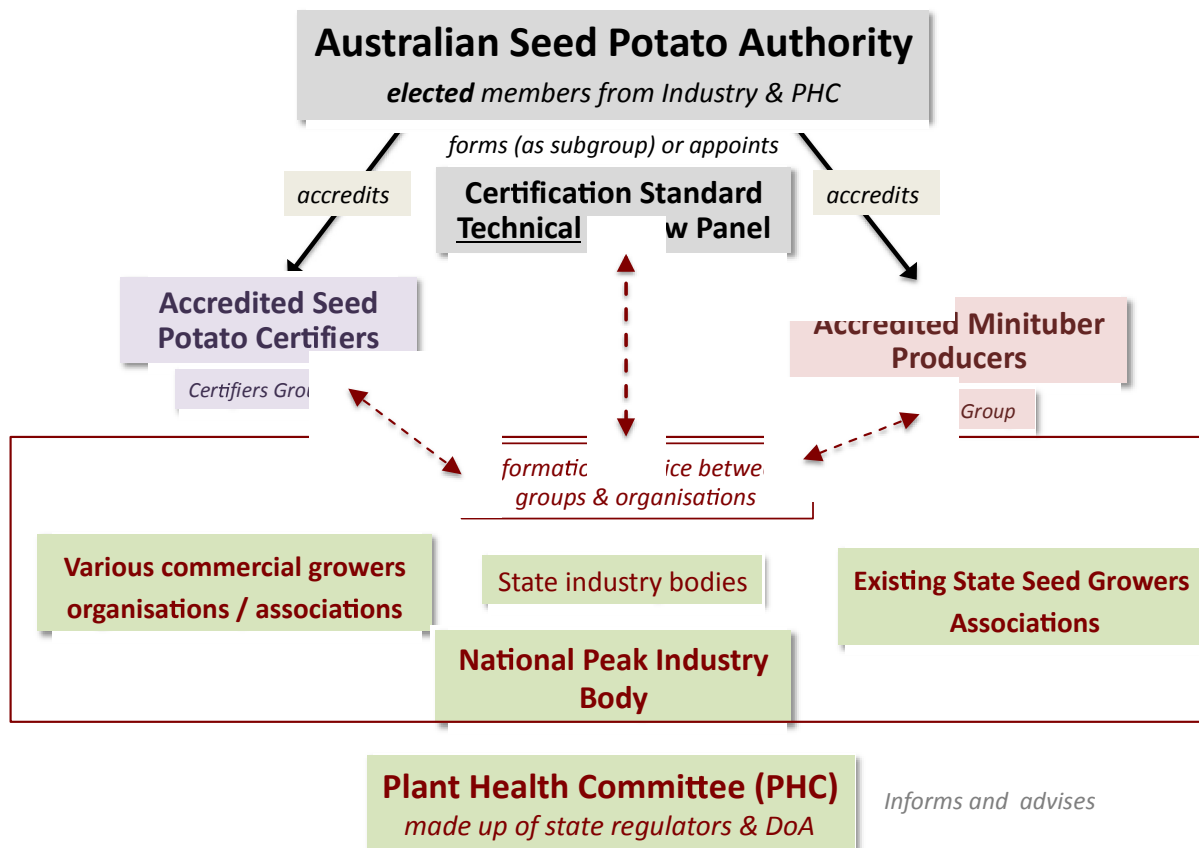 Australian Seed Potato Authority
elected members from Industry & PHC
forms (as subgroup) or appoints
accredits
accredits
Certification Standard
Technical Panel
Accredited Seed
Potato Certifiers
Accredited Minituber
Producers
Certifiers
Group
between
groups & organisations
Various commercial growers
organisations / associations
State industry bodies
Existing State Seed Growers
Associations
National Peak Industry
Body
Plant Health Committee (PHC)
made up of state regulators & DoA
Informs and advises